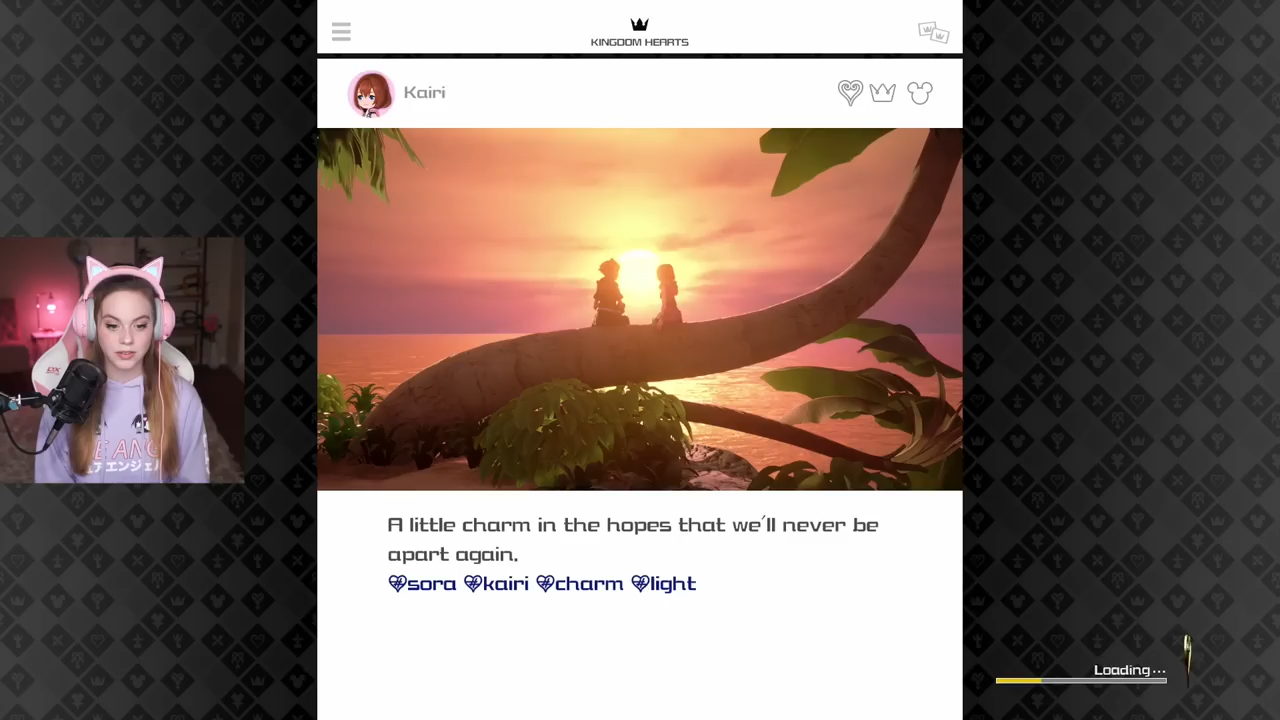 KINGDOM HEARTS
Kairi
A little charm in the hopes that we'll never be
apart again.
sora kairi charm light
Loading...